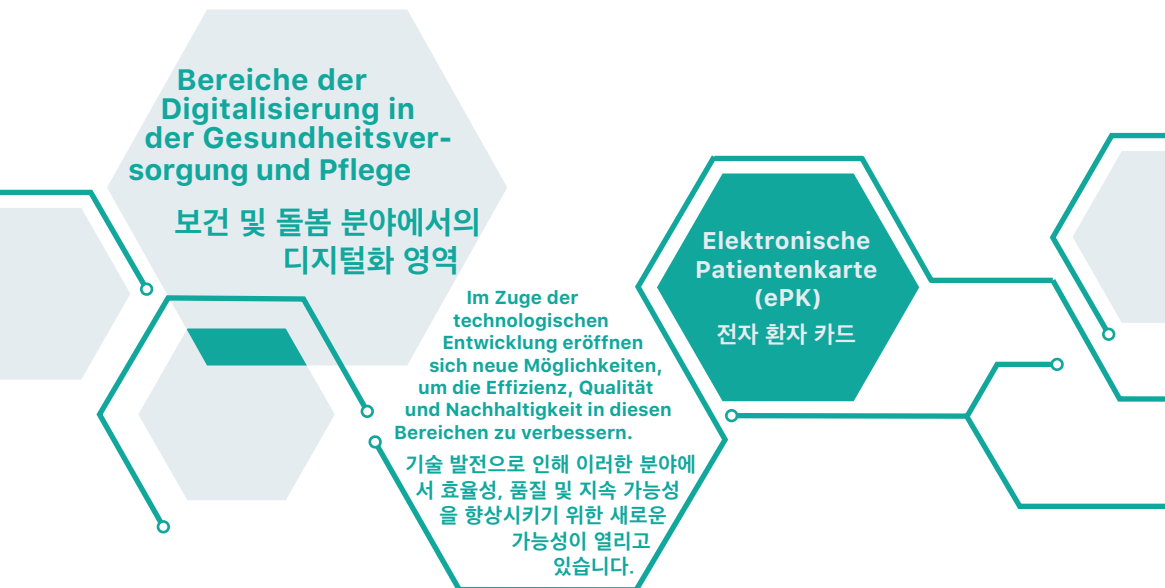 Bereiche der
Digitalisierung in
der Gesundheitsver-
sorgung und Pflege
보건 및 돌봄 분야에서의
디지털화 영역
Im Zuge der
technologischen
Entwicklung eröffnen
sich neue Möglichkeiten,
um die Effizienz, Qualität
und Nachhaltigkeit in diesen
Bereichen zu verbessern.
기술 발전으로 인해 이러한 분야에
서 효율성, 품질 및 지속 가능성
을 향상시키기 위한 새로운
가능성이 열리고
있습니다.
Elektronische
Patientenkarte
(ePK)
전자 환자 카드